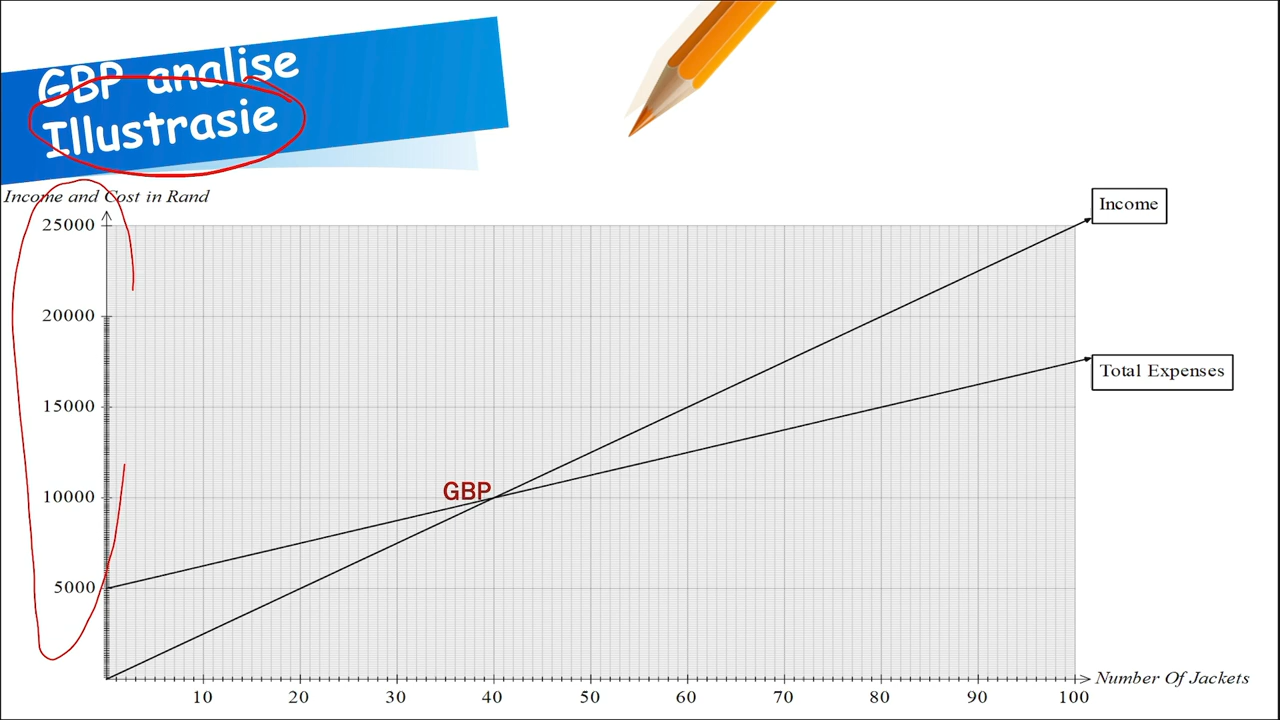 GBP analise
Illustrasie
Income and Cost in Rand
25000
20000
15000
10000
5000
Income
Total Expenses
GBP
10 20 30 40 50 60 70 80 90 100
Number Of Jackets